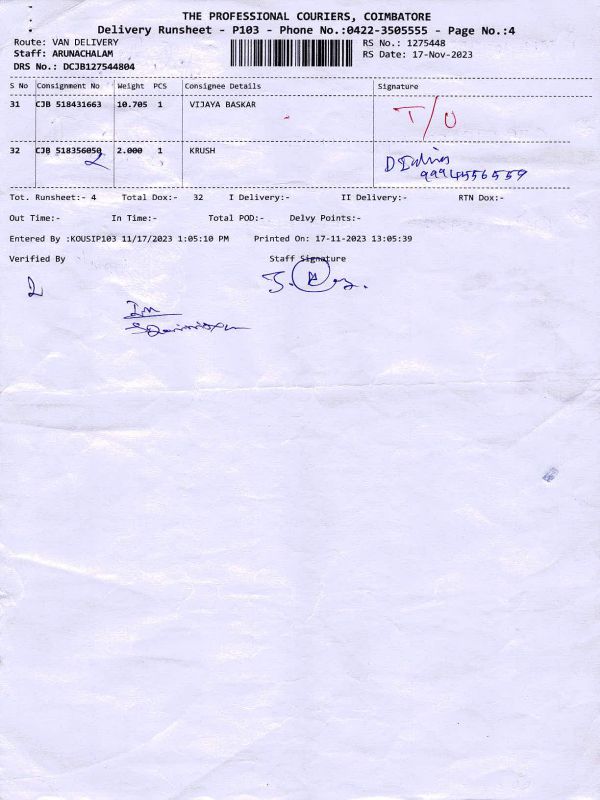 THE PROFESSIONAL COURIERS, COIMBATORE
Delivery Runsheet - P103 - Phone No.:0422-3505555 - Page No.:4
Route: VAN DELIVERY
RS No.: 1275448
Staff: ARUNACHALAM
RS Date: 17-Nov-2023
DRS No.: DCJB127544804
S No Consignment No Weight PCS Consignee Details Signature
31 CJB 518431663 10.705 1 VIJAYA BASKAR T/O
32 CJB 518356050 2.000 1 KRUSH
9994556559
Tot. Runsheet:- 4 Total Dox:- 32 I Delivery:- II Delivery:- RTN Dox:-
Out Time:- In Time:- Total POD:- Delvy Points:-
Entered By :KOUSIP103 11/17/2023 1:05:10 PM Printed On: 17-11-2023 13:05:39
Verified By Staff Signature